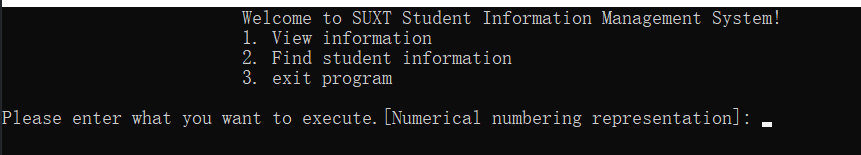 Welcome to SUXT Student Information Management System!
1. View information
2. Find student information
3. exit program
Please enter what you want to execute.[Numerical numbering representation]: